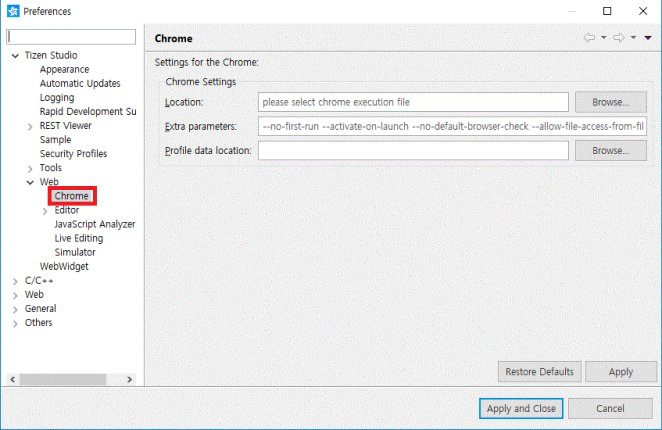 Preferences
Tizen Studio
Appearance
Automatic Updates
Logging
Rapid Development Su
REST Viewer
Sample
Security Profiles
Tools
Web
Chrome
Editor
JavaScript Analyzer
Live Editing
Simulator
WebWidget
C/C++
Web
General
Others
Chrome
Settings for the Chrome:
Chrome Settings
Location: please select chrome execution file Browse...
Extra parameters: --no-first-run --activate-on-launch --no-default-browser-check --allow-file-access-from-fil
Profile data location: Browse...
Restore Defaults Apply
Apply and Close Cancel